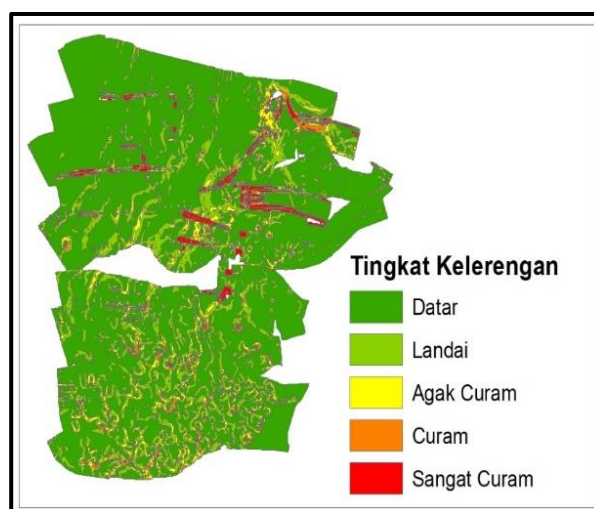 Tingkat Kelerengan
Datar
Landai
Agak Curam
Curam
Sangat Curam